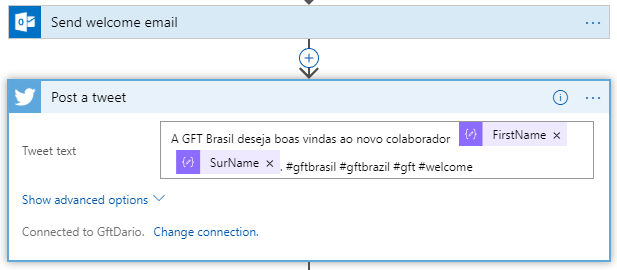 Send welcome email
Post a tweet
Tweet text
A GFT Brasil deseja boas vindas ao novo colaborador FirstName ×
SurName × . #gftbrasil #gftbrazil #gft #welcome
Show advanced options
Connected to GftDario. Change connection.